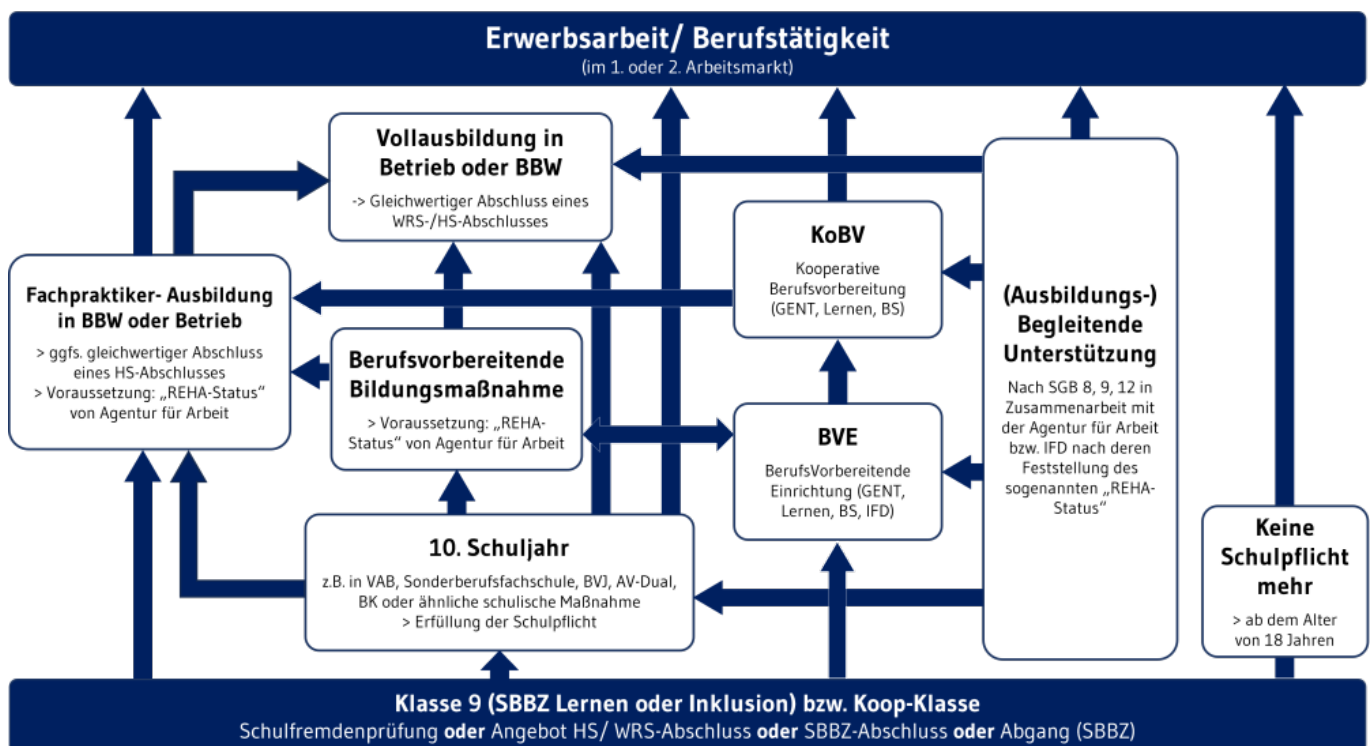 Erwerbsarbeit/ Berufstätigkeit
(im 1. oder 2. Arbeitsmarkt)
Vollausbildung in
Betrieb oder BBW
-> Gleichwertiger Abschluss eines
WRS-/HS-Abschlusses
KoBV
Kooperative
Berufsvorbereitung
(GENT, Lernen, BS)
(Ausbildungs-)
Begleitende
Unterstützung
Nach SGB 8, 9, 12 in
Zusammenarbeit mit
der Agentur für Arbeit
bzw. IFD nach deren
Feststellung des
sogenannten „REHA-
Status“
Fachpraktiker- Ausbildung
in BBW oder Betrieb
> ggfs. gleichwertiger Abschluss
eines HS-Abschlusses
> Voraussetzung: „REHA-Status“
von Agentur für Arbeit
Berufsvorbereitende
Bildungsmaßnahme
> Voraussetzung: „REHA-
Status“ von Agentur für Arbeit
BVE
BerufsVorbereitende
Einrichtung (GENT,
Lernen, BS, IFD)
Keine
Schulpflicht
mehr
> ab dem Alter
von 18 Jahren
10. Schuljahr
z.B. in VAB, Sonderberufsfachschule, BVJ, AV-Dual,
BK oder ähnliche schulische Maßnahme
> Erfüllung der Schulpflicht
Klasse 9 (SBBZ Lernen oder Inklusion) bzw. Koop-Klasse
Schulfremdenprüfung oder Angebot HS/ WRS-Abschluss oder SBBZ-Abschluss oder Abgang (SBBZ)